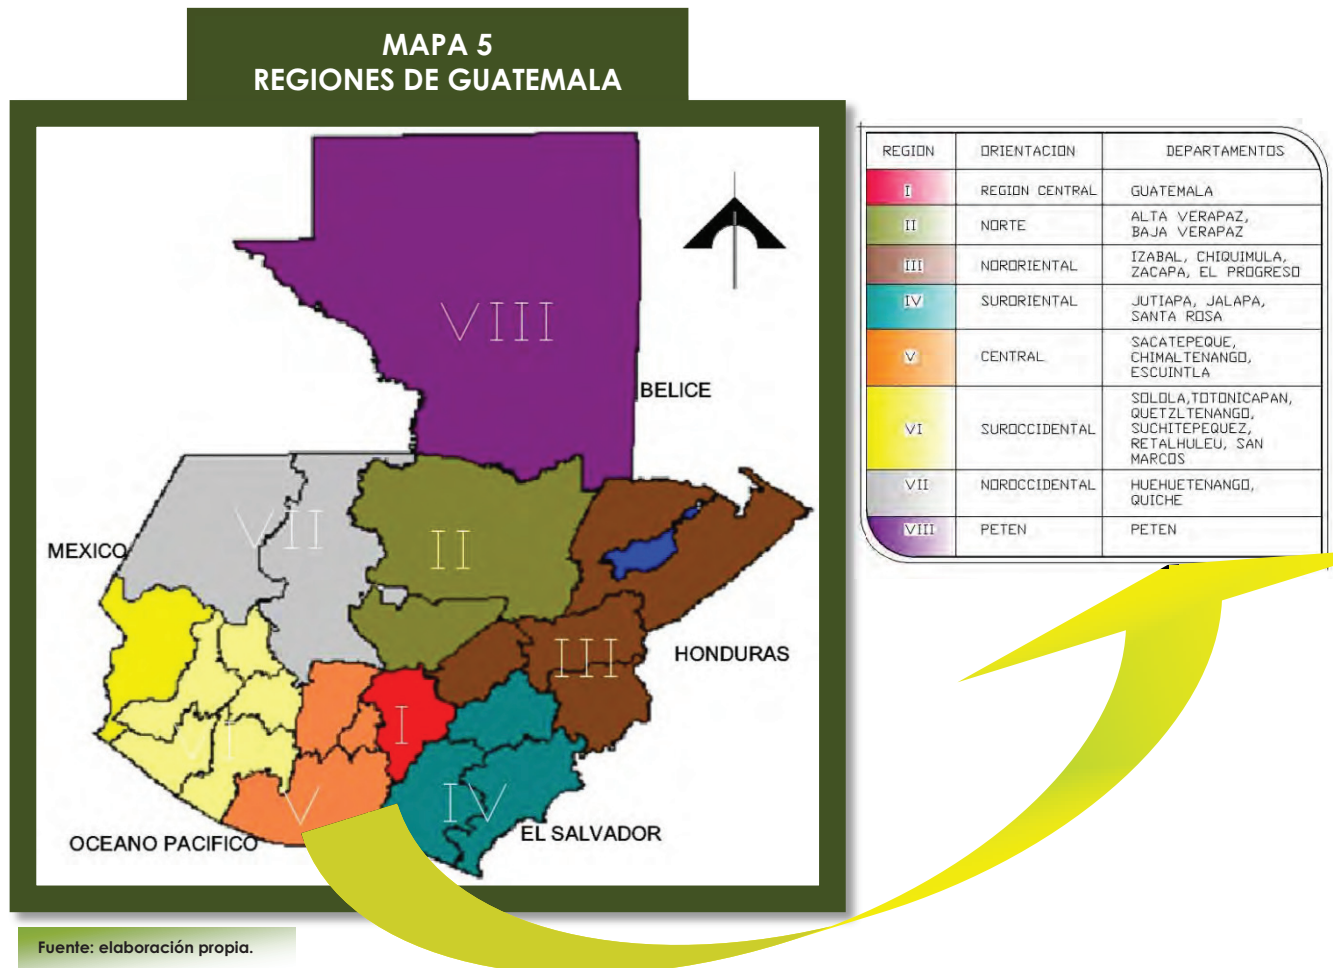 MAPA 5
REGIONES DE GUATEMALA
VIII
BELICE
VII
II
MEXICO
III
HONDURAS
I
VI
IV
V
EL SALVADOR
OCEANO PACIFICO
Fuente: elaboración propia.
REGION ORIENTACION DEPARTAMENTOS
I REGION CENTRAL GUATEMALA
II NORTE ALTA VERAPAZ,
BAJA VERAPAZ
III NORORIENTAL IZABAL, CHIQUIMULA,
ZACAPA, EL PROGRESO
IV SURORIENTAL JUTIAPA, JALAPA,
SANTA ROSA
V CENTRAL SACATEPEQUE,
CHIMALTENANGO,
ESCUINTLA
VI SUROCCIDENTAL SOLOLA,TOTONICAPAN,
QUETZLTENANGO,
SUCHITEPEQUEZ,
RETALHULEU, SAN
MARCOS
VII NOROCCIDENTAL HUEHUETENANGO,
QUICHE
VIII PETEN PETEN